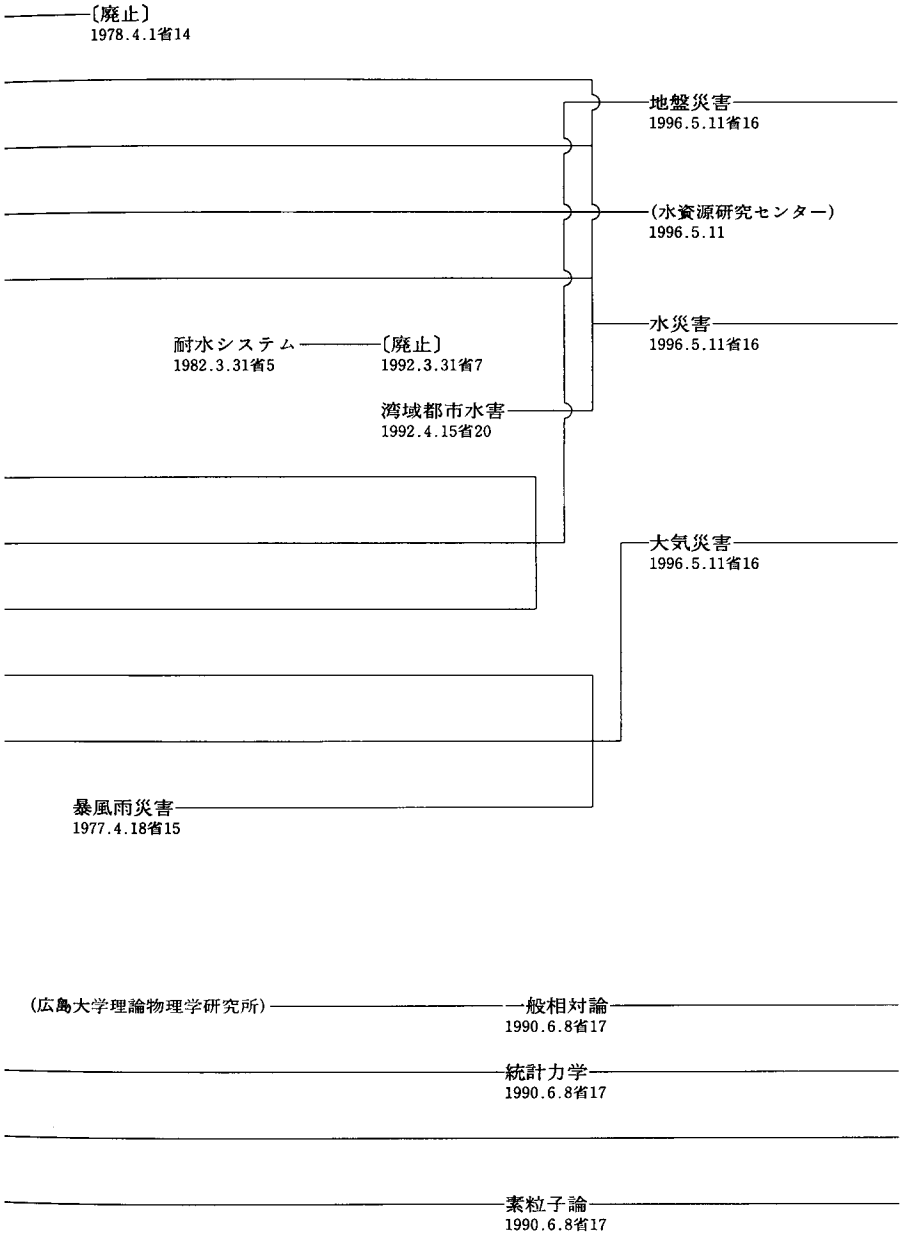 〔廃止〕
1978.4.1省14
地盤災害
1996.5.11省16
(水資源研究センター)
1996.5.11
水災害
1996.5.11省16
耐水システム
1982.3.31省5
〔廃止〕
1992.3.31省7
湾域都市水害
1992.4.15省20
大気災害
1996.5.11省16
暴風雨災害
1977.4.18省15
(広島大学理論物理学研究所)
一般相対論
1990.6.8省17
統計力学
1990.6.8省17
素粒子論
1990.6.8省17